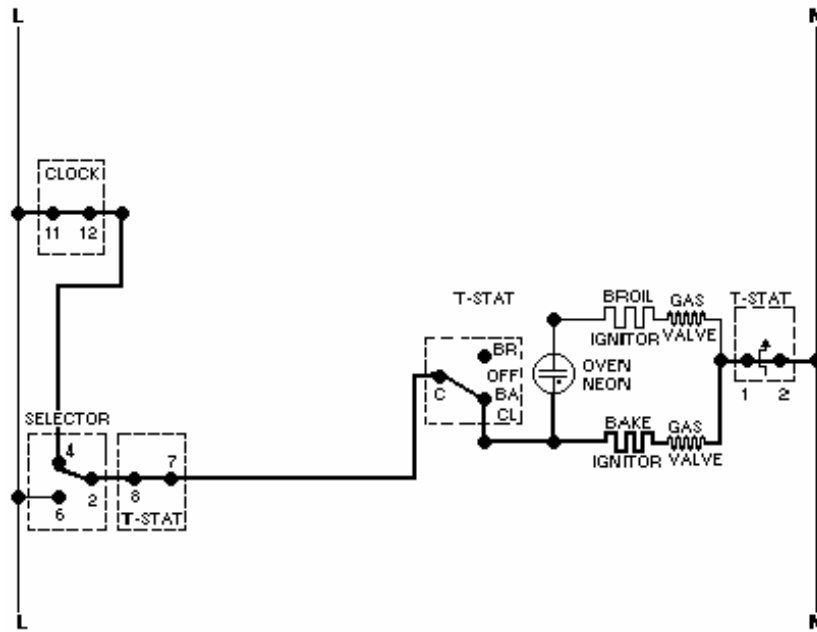 L N
CLOCK
11 12
T-STAT BROIL GAS T-STAT
IGNITOR VALVE
BR
OFF OVEN
C BA NEON 1 2
CL
BAKE GAS
IGNITOR VALVE
SELECTOR
4 7
2 8
6 T-STAT
L N